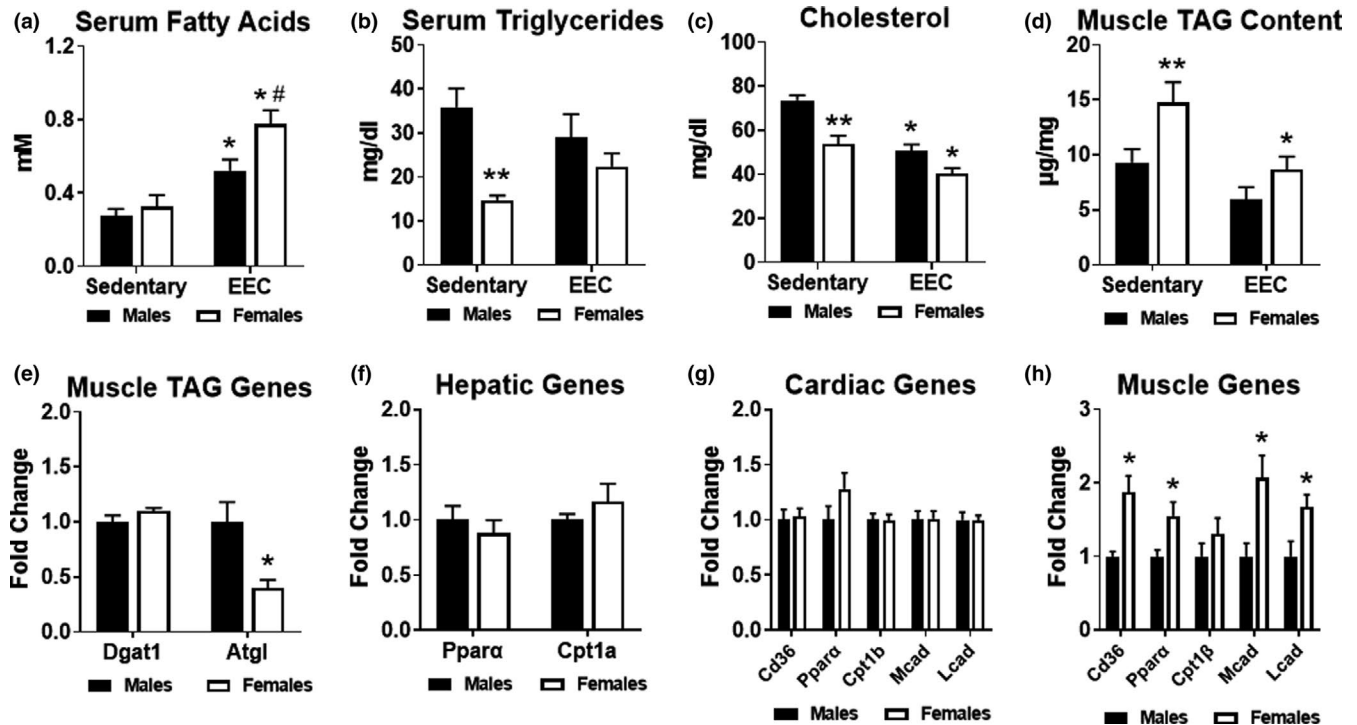 (a) Serum Fatty Acids
mM
1.2
0.8
0.4
0.0
* * #
Sedentary EEC
Males Females
(b) Serum Triglycerides
mg/dl
50
40
30
20
10
0
**
Sedentary EEC
Males Females
(c) Cholesterol
mg/dl
100
80
60
40
20
0
** * *
Sedentary EEC
Males Females
(d) Muscle TAG Content
µg/mg
20
15
10
5
0
** *
Sedentary EEC
Males Females
(e) Muscle TAG Genes
Fold Change
2.0
1.5
1.0
0.5
0.0
*
Dgat1 Atgl
Males Females
(f) Hepatic Genes
Fold Change
2.0
1.5
1.0
0.5
0.0
Pparα Cpt1a
Males Females
(g) Cardiac Genes
Fold Change
2.0
1.5
1.0
0.5
0.0
Cd36 Pparα Cpt1b Mcad Lcad
Males Females
(h) Muscle Genes
Fold Change
3
2
1
0
* * * *
Cd36 Pparα Cpt1β Mcad Lcad
Males Females